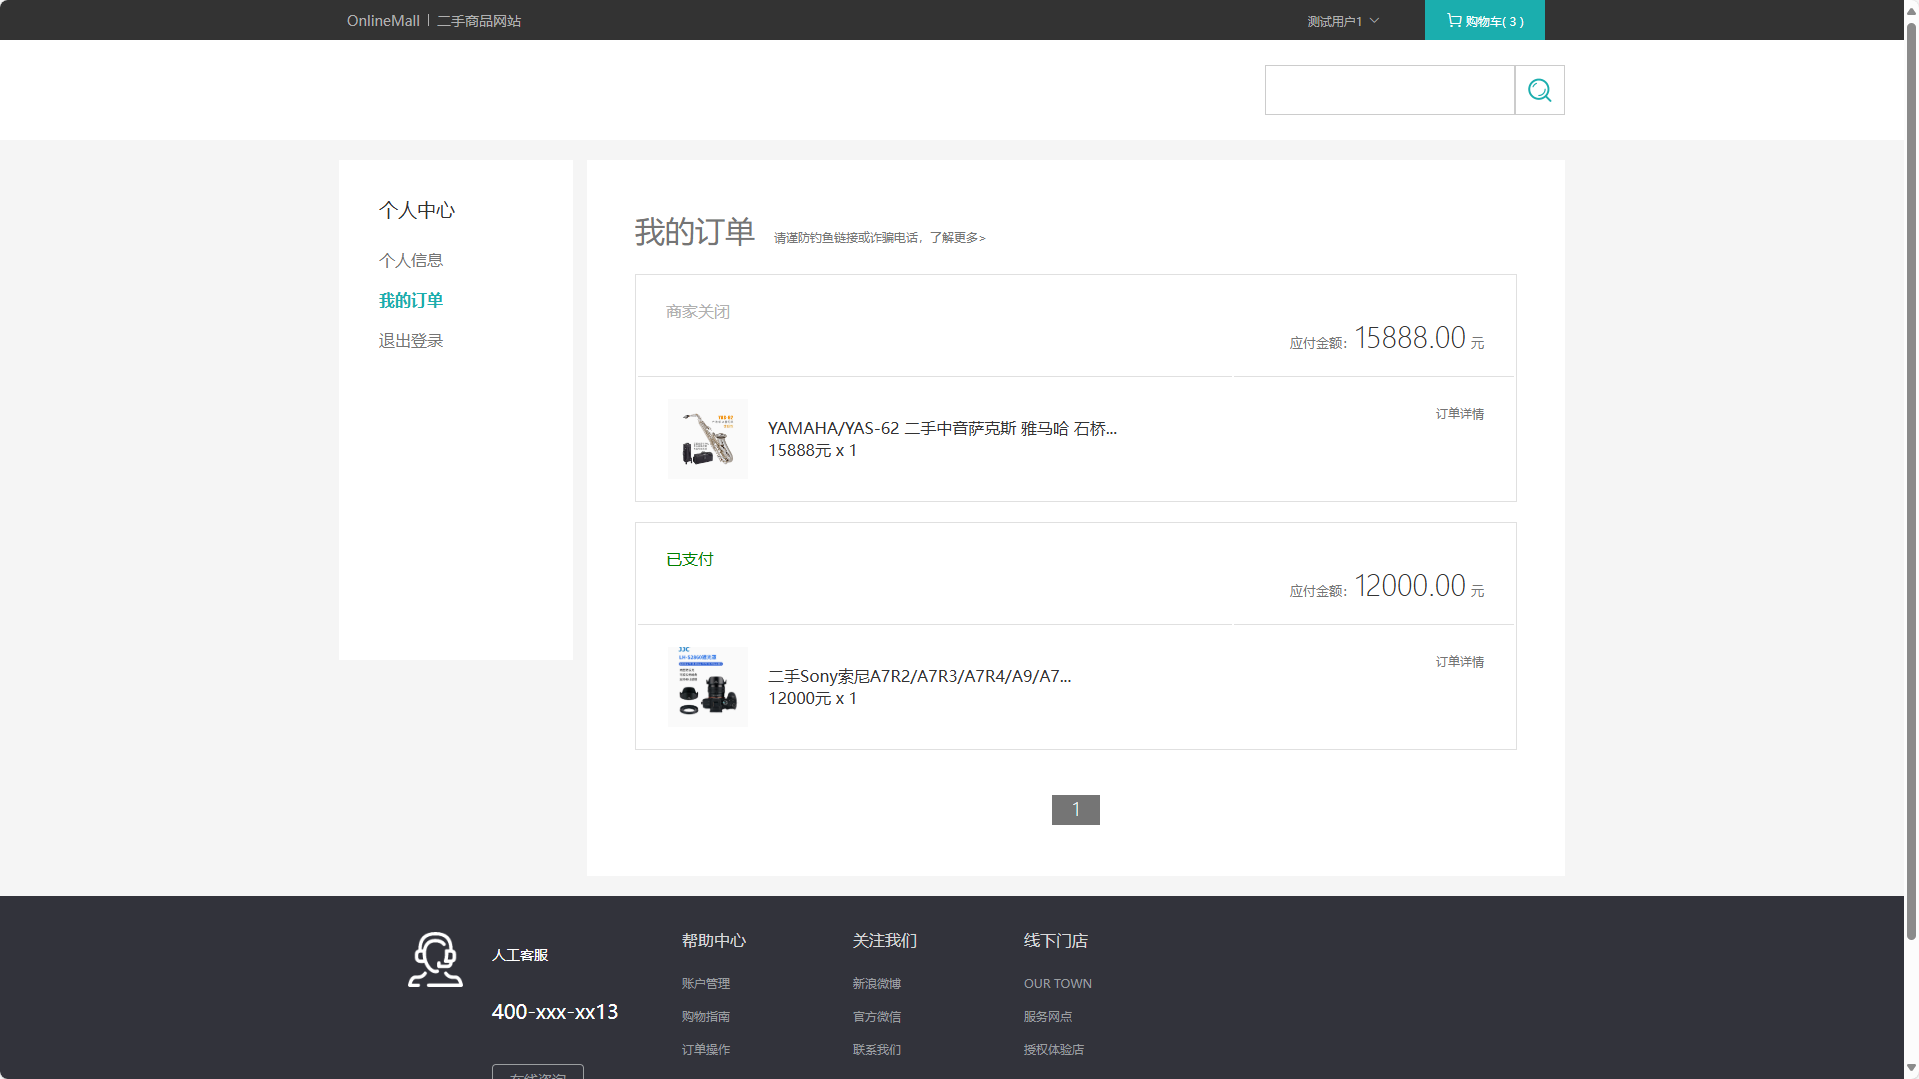 OnlineMall
二手商品网站
测试用户1
购物车( 3 )
个人中心
个人信息
我的订单
退出登录
我的订单
请谨防钓鱼链接或诈骗电话，了解更多>
商家关闭
应付金额： 15888.00 元
YAMAHA/YAS-62 二手中音萨克斯 雅马哈 石桥...
15888元 x 1
订单详情
已支付
应付金额： 12000.00 元
JJC
二手Sony索尼A7R2/A7R3/A7R4/A9/A7...
12000元 x 1
订单详情
1
人工客服
400-xxx-xx13
在线咨询
帮助中心
账户管理
购物指南
订单操作
关注我们
新浪微博
官方微信
联系我们
线下门店
OUR TOWN
服务网点
授权体验店